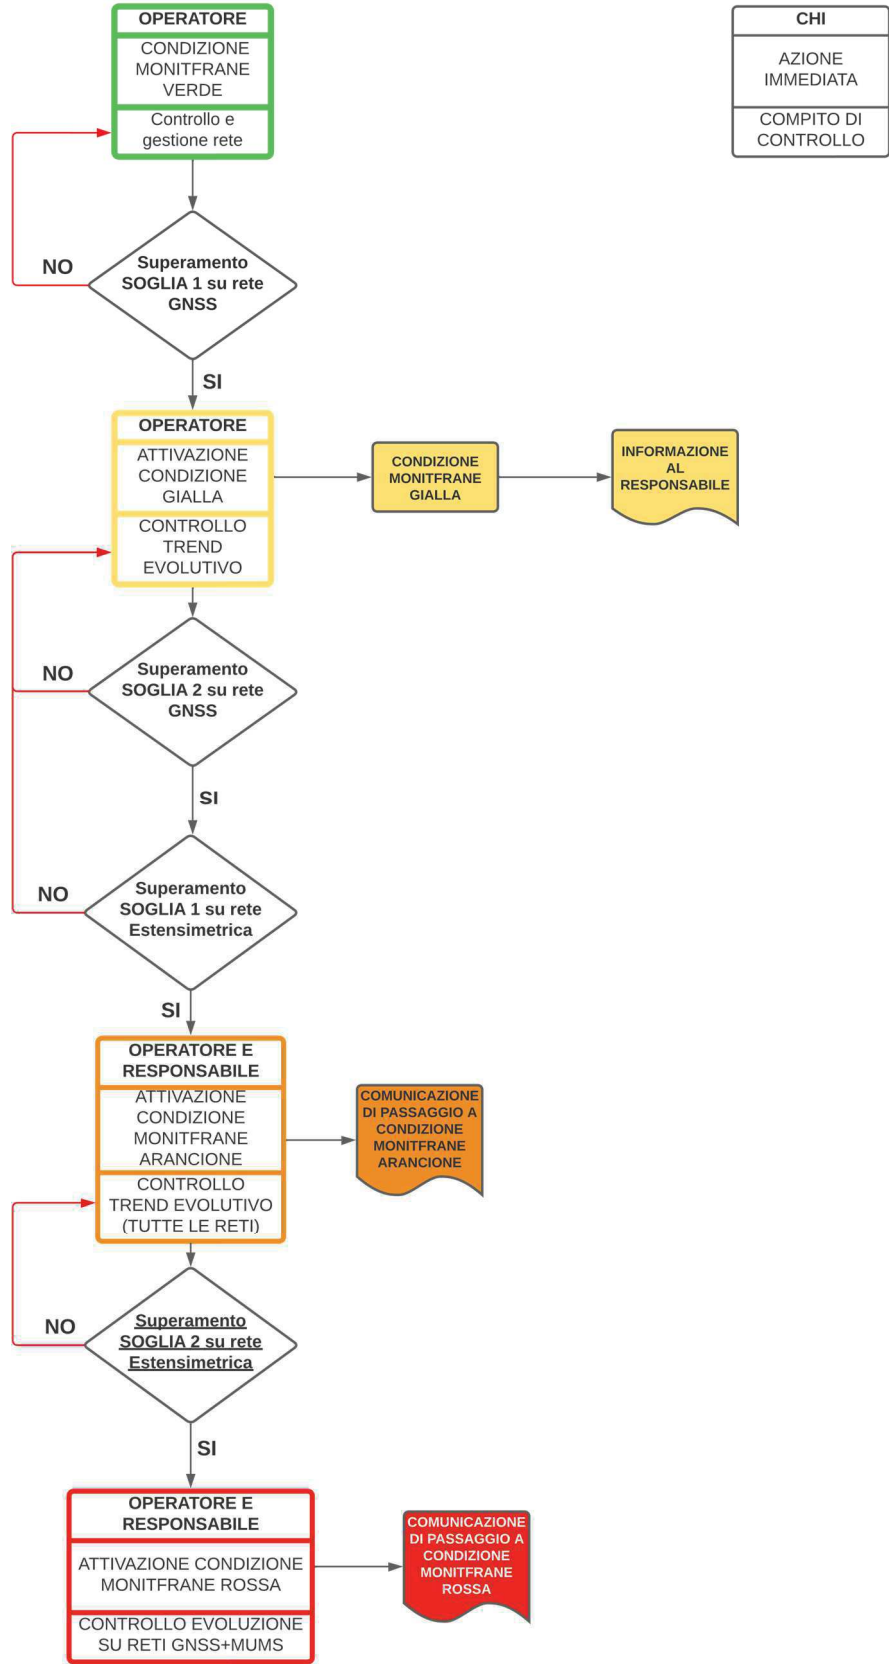 OPERATORE
CONDIZIONE
MONITFRANE
VERDE
Controllo e
gestione rete
CHI
AZIONE
IMMEDIATA
COMPITO DI
CONTROLLO
NO
Superamento
SOGLIA 1 su rete
GNSS
SI
OPERATORE
ATTIVAZIONE
CONDIZIONE
GIALLA
CONTROLLO
TREND
EVOLUTIVO
CONDIZIONE
MONITFRANE
GIALLA
INFORMAZIONE
AL
RESPONSABILE
NO
Superamento
SOGLIA 2 su rete
GNSS
SI
NO
Superamento
SOGLIA 1 su rete
Estensimetrica
SI
OPERATORE E
RESPONSABILE
ATTIVAZIONE
CONDIZIONE
MONITFRANE
ARANCIONE
CONTROLLO
TREND EVOLUTIVO
(TUTTE LE RETI)
COMUNICAZIONE
DI PASSAGGIO A
CONDIZIONE
MONITFRANE
ARANCIONE
NO
Superamento
SOGLIA 2 su rete
Estensimetrica
SI
OPERATORE E
RESPONSABILE
ATTIVAZIONE CONDIZIONE
MONITFRANE ROSSA
CONTROLLO EVOLUZIONE
SU RETI GNSS+MUMS
COMUNICAZIONE
DI PASSAGGIO A
CONDIZIONE
MONITFRANE
ROSSA